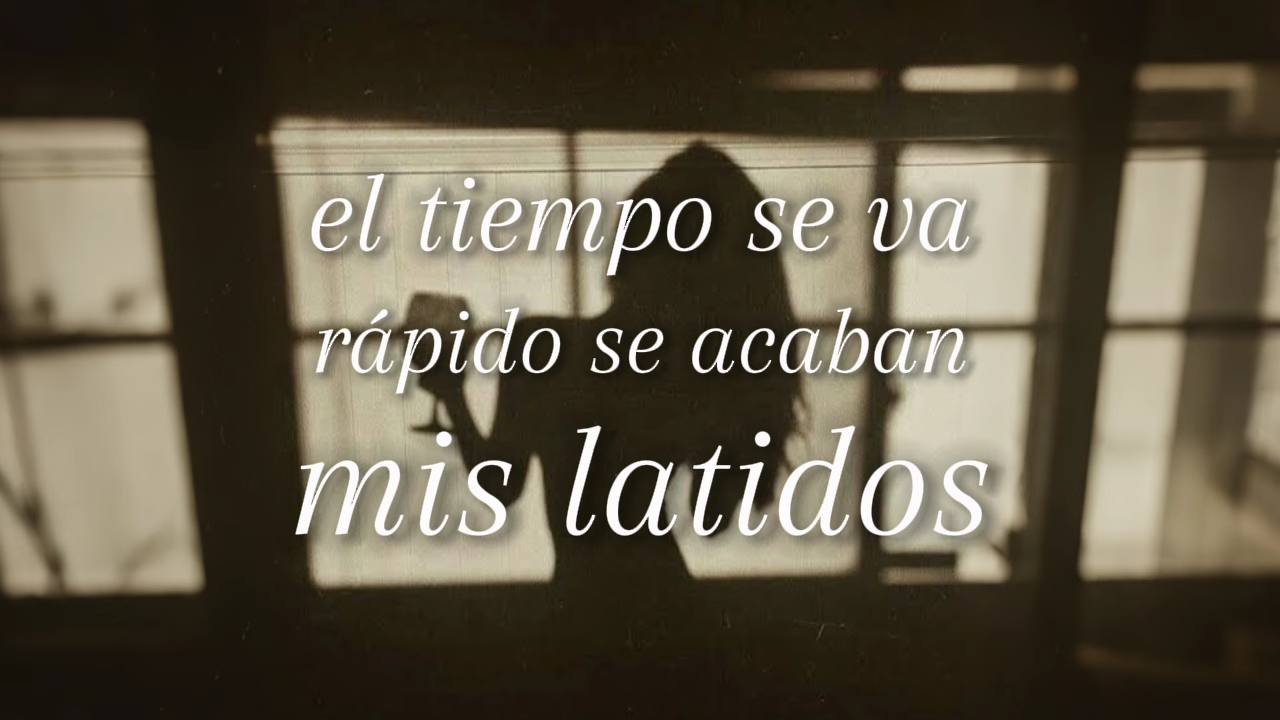 el tiempo se va
rápido se acaban
mis latidos